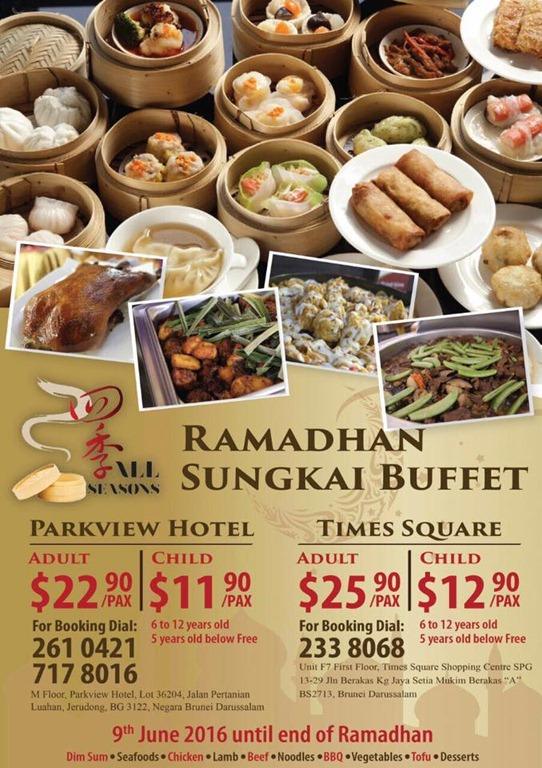 四季
ALL
SEASONS
RAMADHAN
SUNGKAI BUFFET
PARKVIEW HOTEL
ADULT
$22.90/PAX
CHILD
$11.90/PAX
For Booking Dial:
261 0421
717 8016
6 to 12 years old
5 years old below Free
M Floor, Parkview Hotel, Lot 36204, Jalan Pertanian
Luahan, Jerudong, BG 3122, Negara Brunei Darussalam
TIMES SQUARE
ADULT
$25.90/PAX
CHILD
$12.90/PAX
For Booking Dial:
233 8068
6 to 12 years old
5 years old below Free
Unit F7 First Floor, Times Square Shopping Centre SPG
13-29 Jln Berakas Kg Jaya Setia Mukim Berakas "A"
BS2713, Brunei Darussalam
9th June 2016 until end of Ramadhan
Dim Sum • Seafoods • Chicken • Lamb • Beef • Noodles • BBQ • Vegetables • Tofu • Desserts